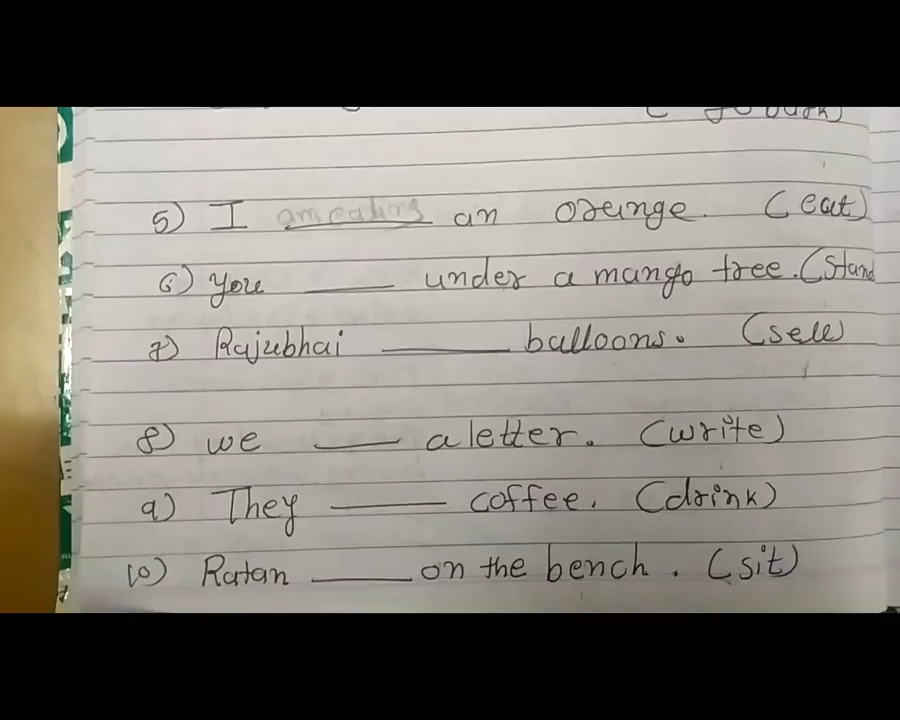 5) I am eating an orange. (eat)
6) you ____ under a mango tree. (Stand
7) Rajubhai ____ balloons. (sell)
8) we ____ a letter. (write)
9) They ____ coffee. (drink)
10) Ratan ____ on the bench. (sit)